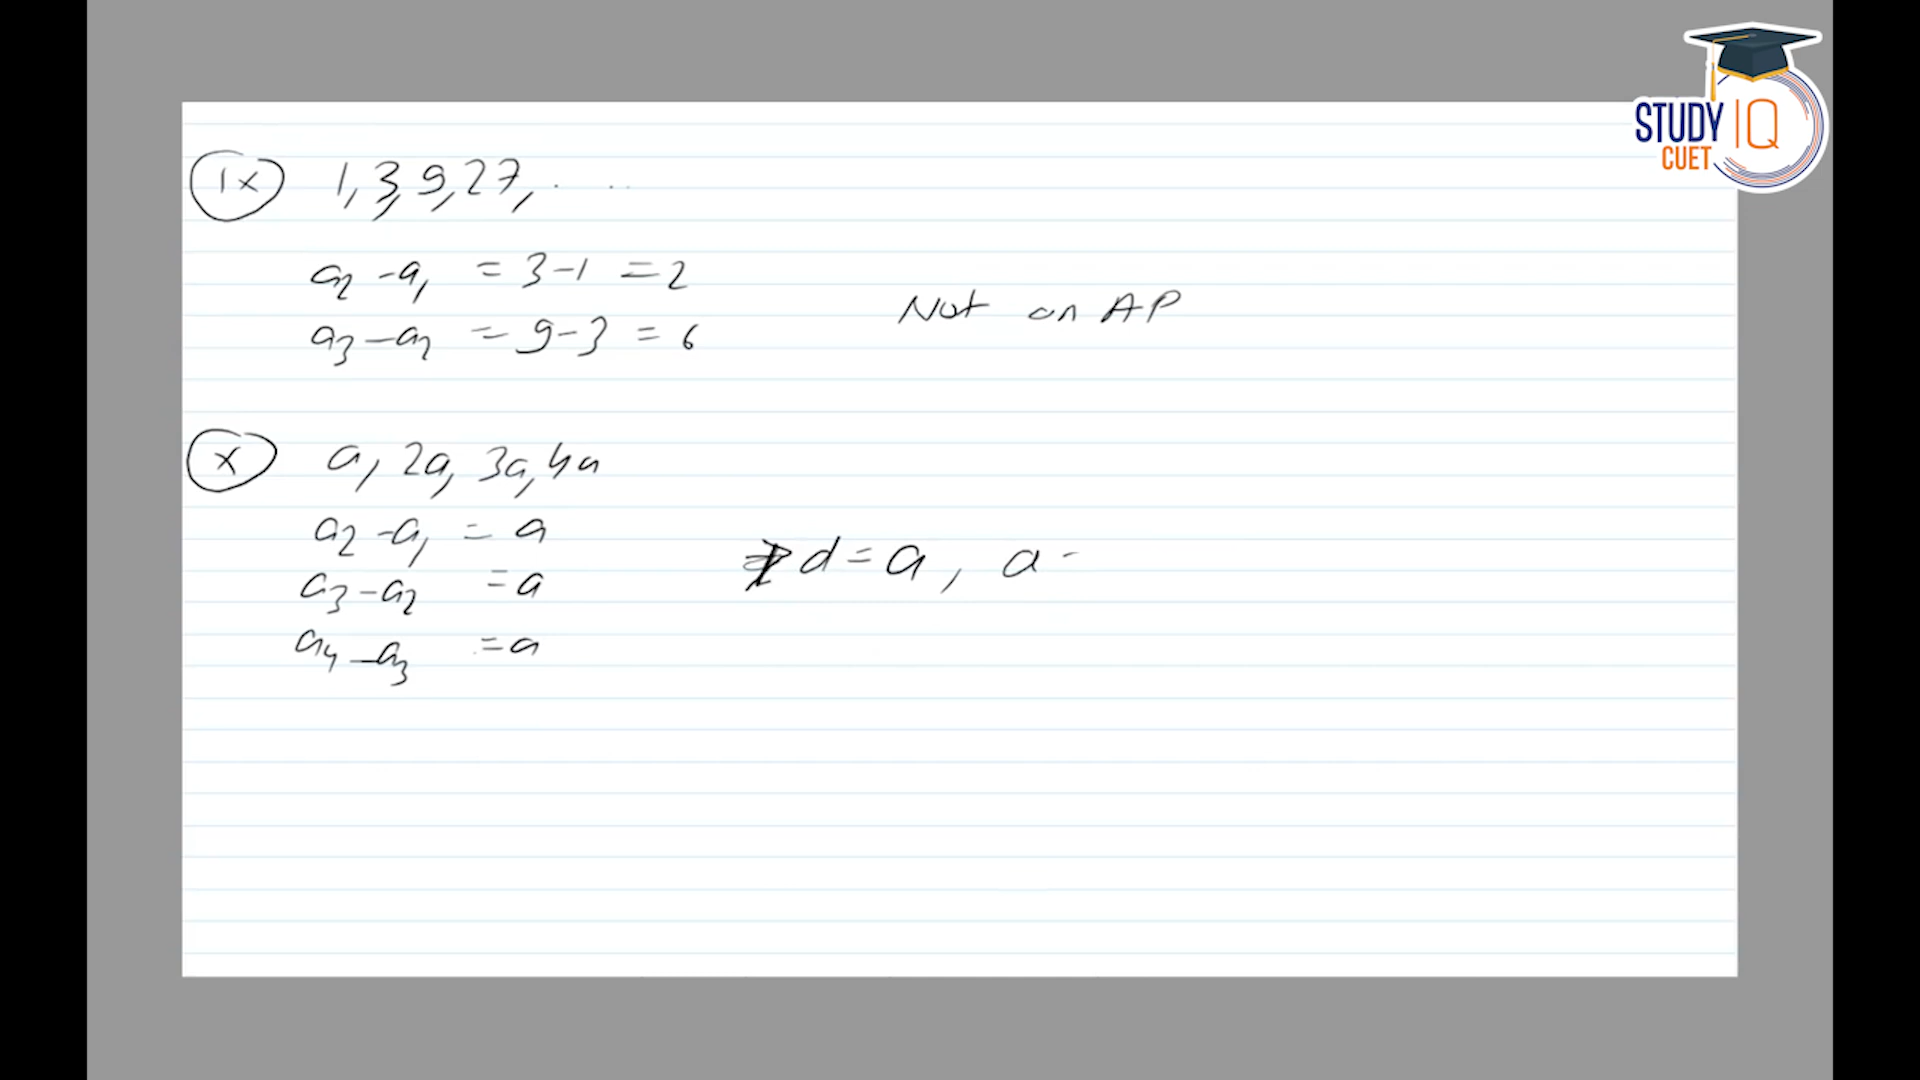 STUDY IQ
CUET
ix 1, 3, 9, 27, . . .
a2 - a1 = 3 - 1 = 2
Not an AP
a3 - a2 = 9 - 3 = 6
x a, 2a, 3a, 4a
a2 - a1 = a
d = a, a =
a3 - a2 = a
a4 - a3 = a